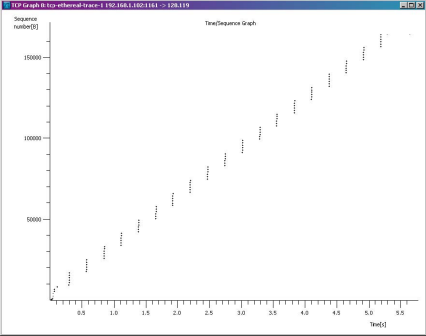 TCP Graph 0: tcp-ethereal-trace-1 192.168.1.102:1161 -> 128.119
Sequence
number[B]
Time/Sequence Graph
150000
100000
50000
0.5 1.0 1.5 2.0 2.5 3.0 3.5 4.0 4.5 5.0 5.5
Time[s]